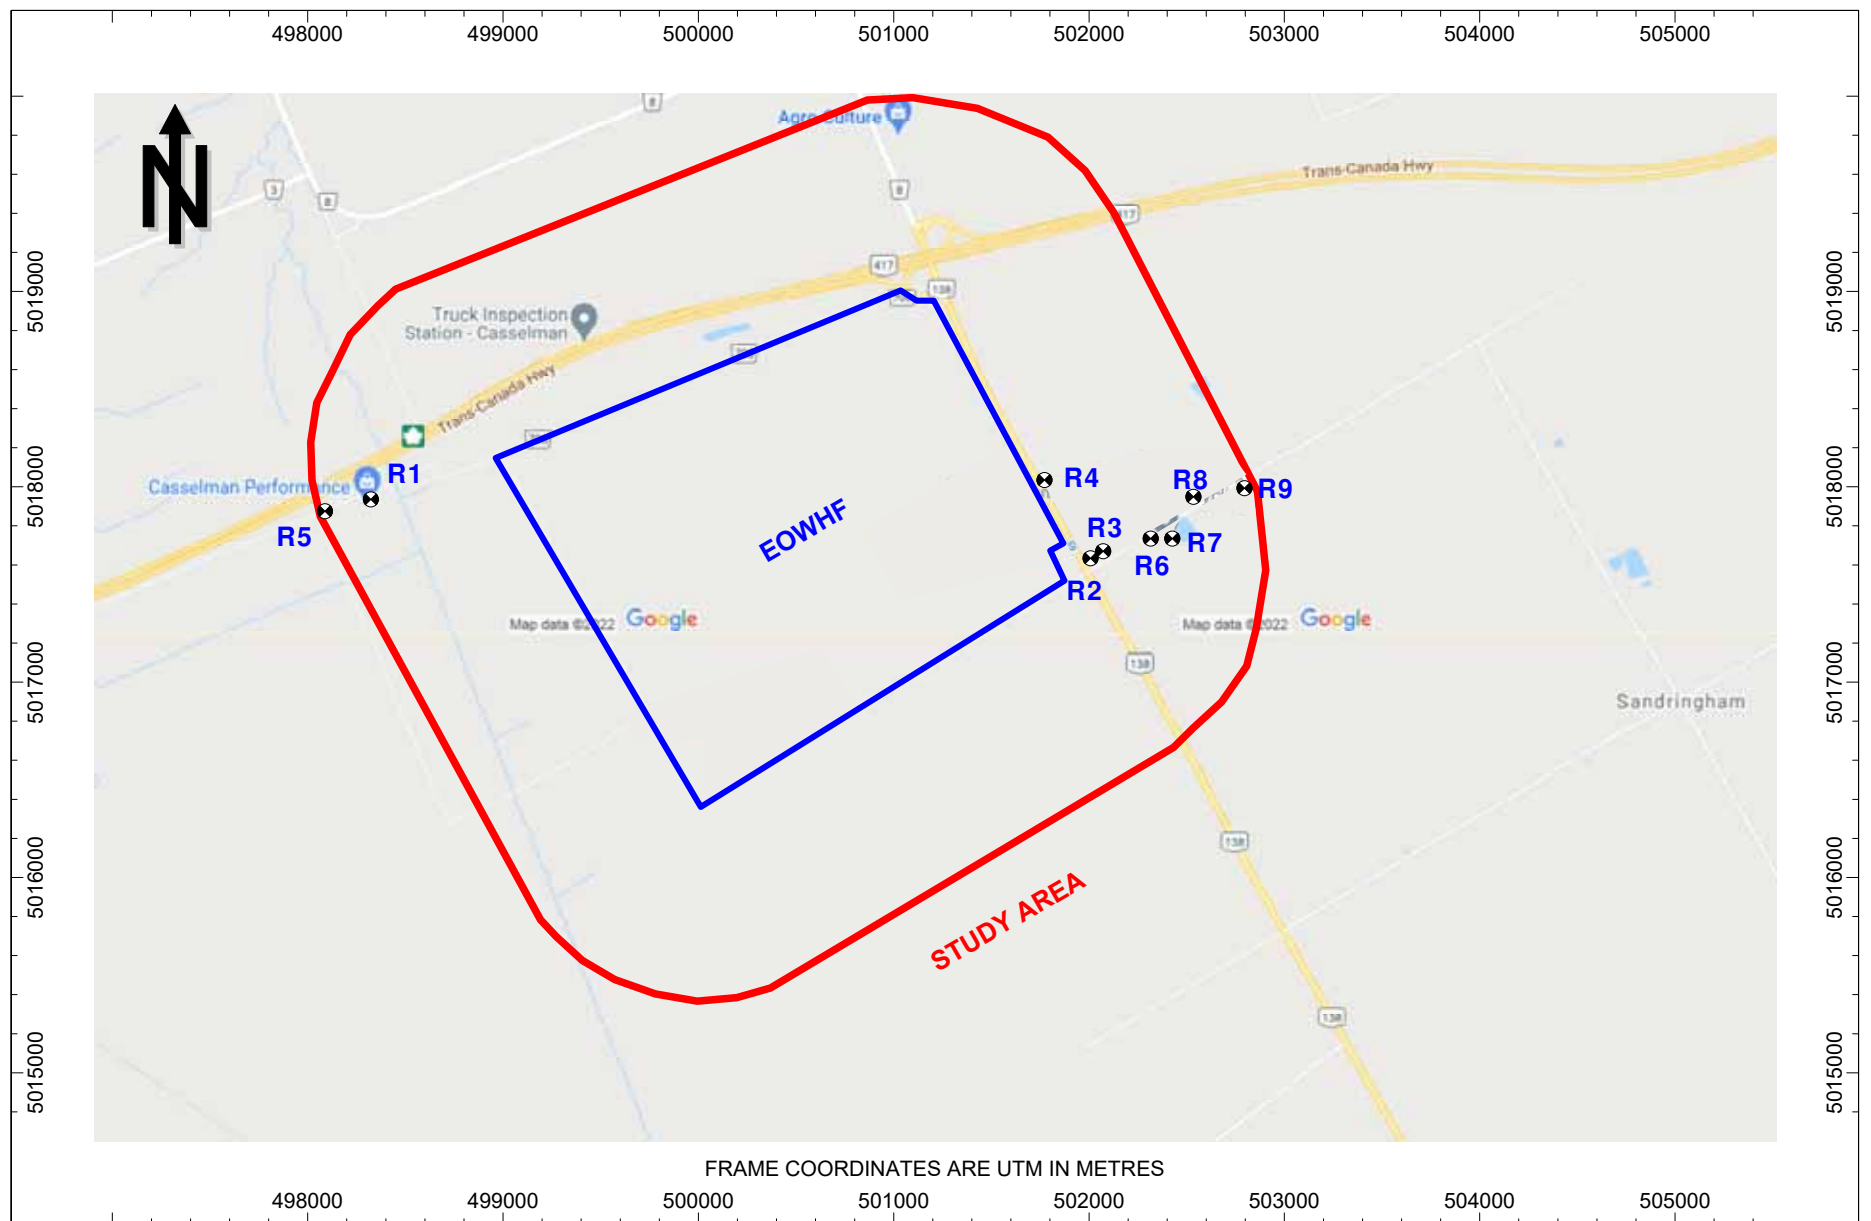 498000 499000 500000 501000 502000 503000 504000 505000
N
8
Agro-Culture
3
8
8
Trans-Canada Hwy
417
417
138
5019000
5019000
Truck Inspection
Station - Casselman
Trans-Canada Hwy
R1
R4
R8
R9
5018000
5018000
Casselman Performance
R5
EOWHF
R3
R7
R6
R2
Map data ©2022 Google
Map data ©2022 Google
138
5017000
5017000
Sandringham
138
5016000
5016000
STUDY AREA
138
5015000
5015000
FRAME COORDINATES ARE UTM IN METRES
498000 499000 500000 501000 502000 503000 504000 505000